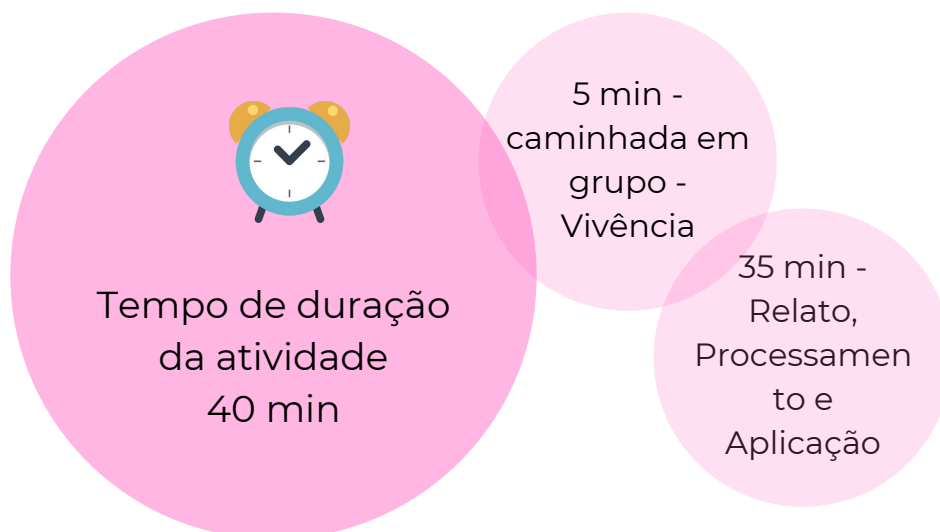 Tempo de duração
da atividade
40 min
5 min -
caminhada em
grupo -
Vivência
35 min -
Relato,
Processamen
to e
Aplicação